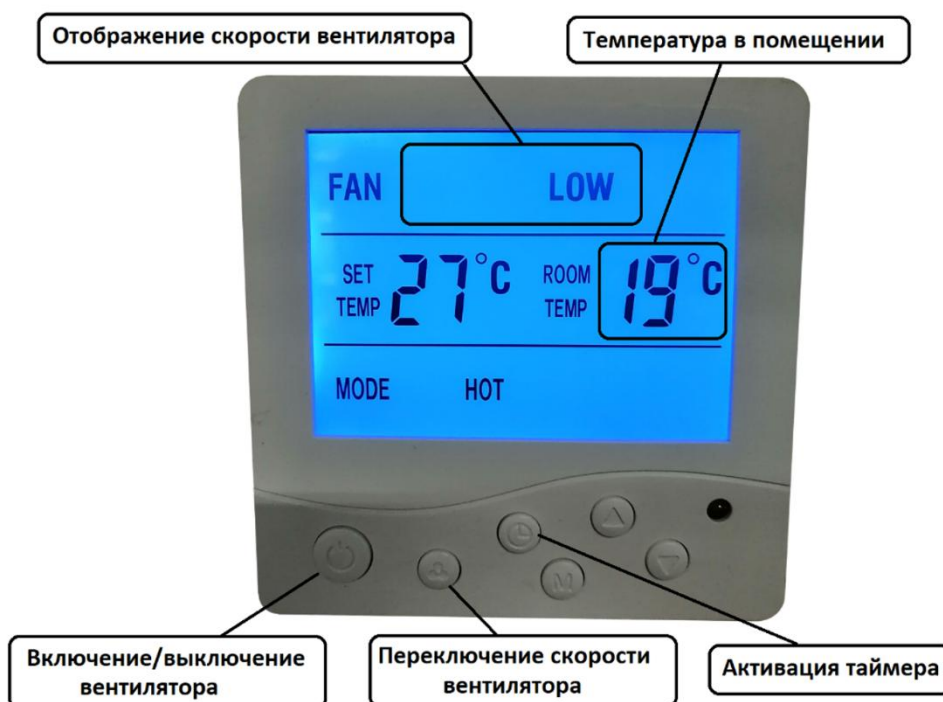 Отображение скорости вентилятора
Температура в помещении
FAN LOW
SET TEMP 27°C ROOM TEMP 19°C
MODE HOT
M
Включение/выключение
вентилятора
Переключение скорости
вентилятора
Активация таймера